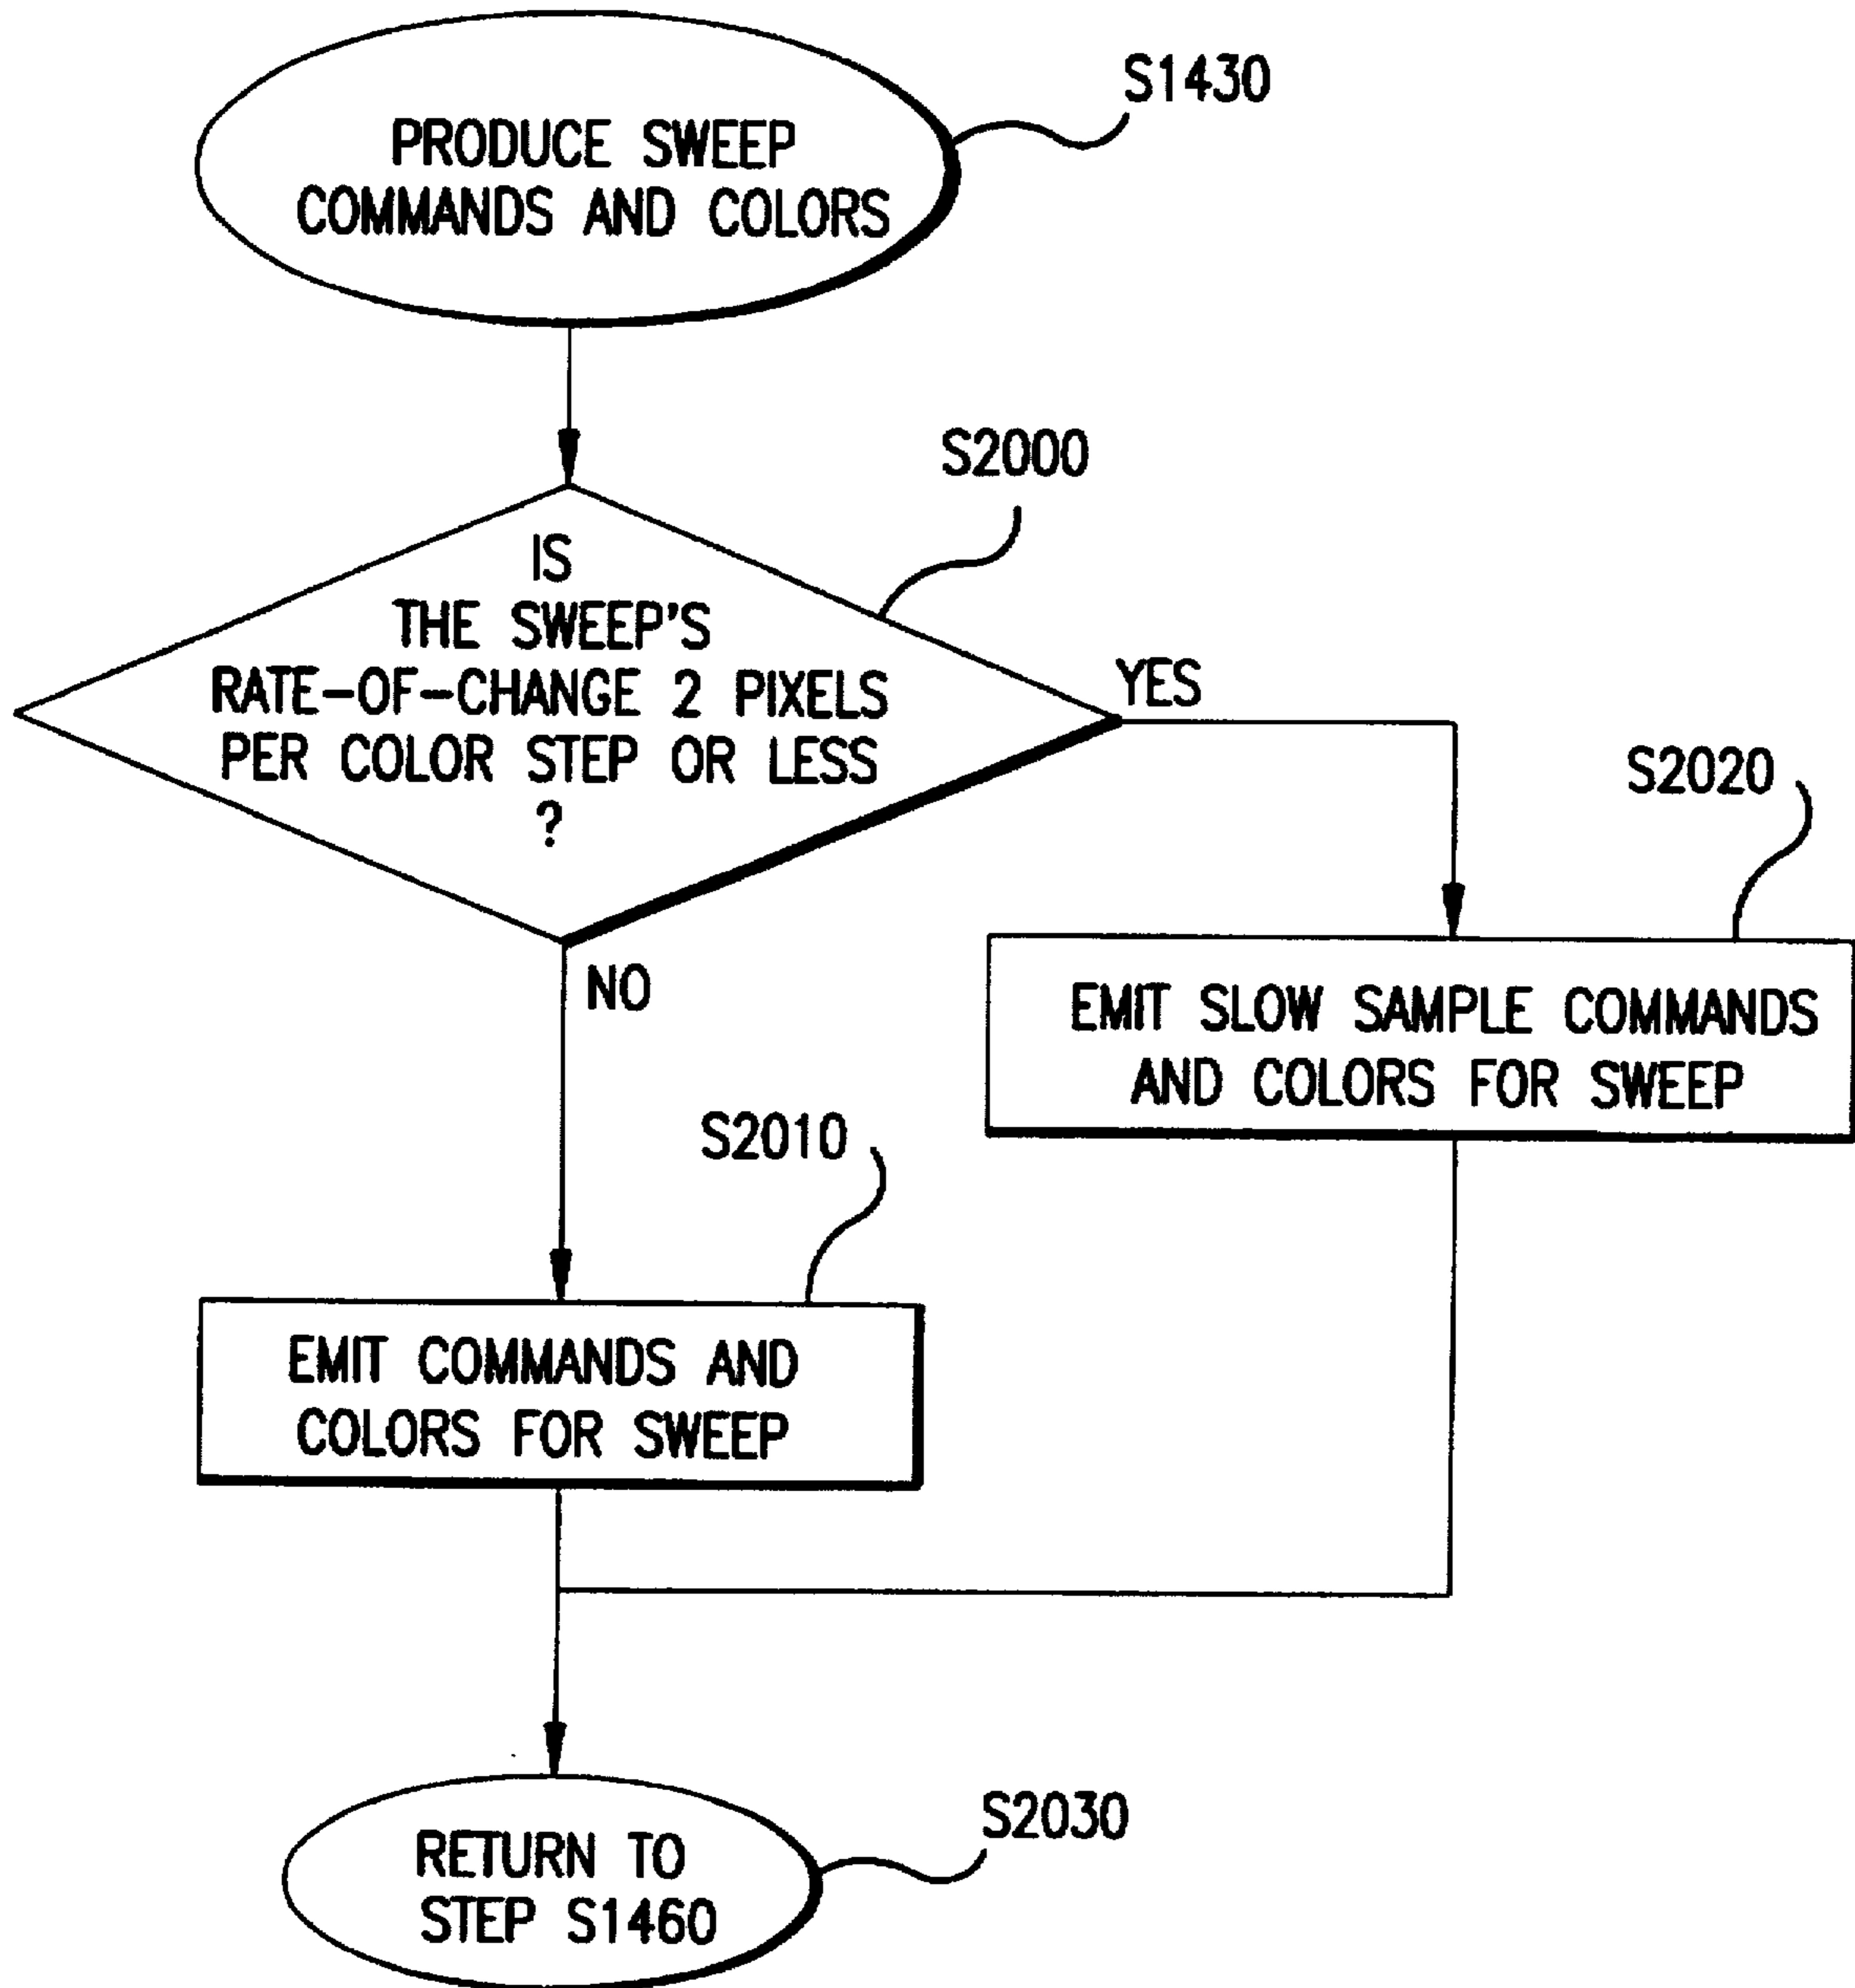 S1430
PRODUCE SWEEP
COMMANDS AND COLORS
S2000
IS
THE SWEEP'S
RATE-OF-CHANGE 2 PIXELS
PER COLOR STEP OR LESS
?
YES
NO
S2020
EMIT SLOW SAMPLE COMMANDS
AND COLORS FOR SWEEP
S2010
EMIT COMMANDS AND
COLORS FOR SWEEP
S2030
RETURN TO
STEP S1460